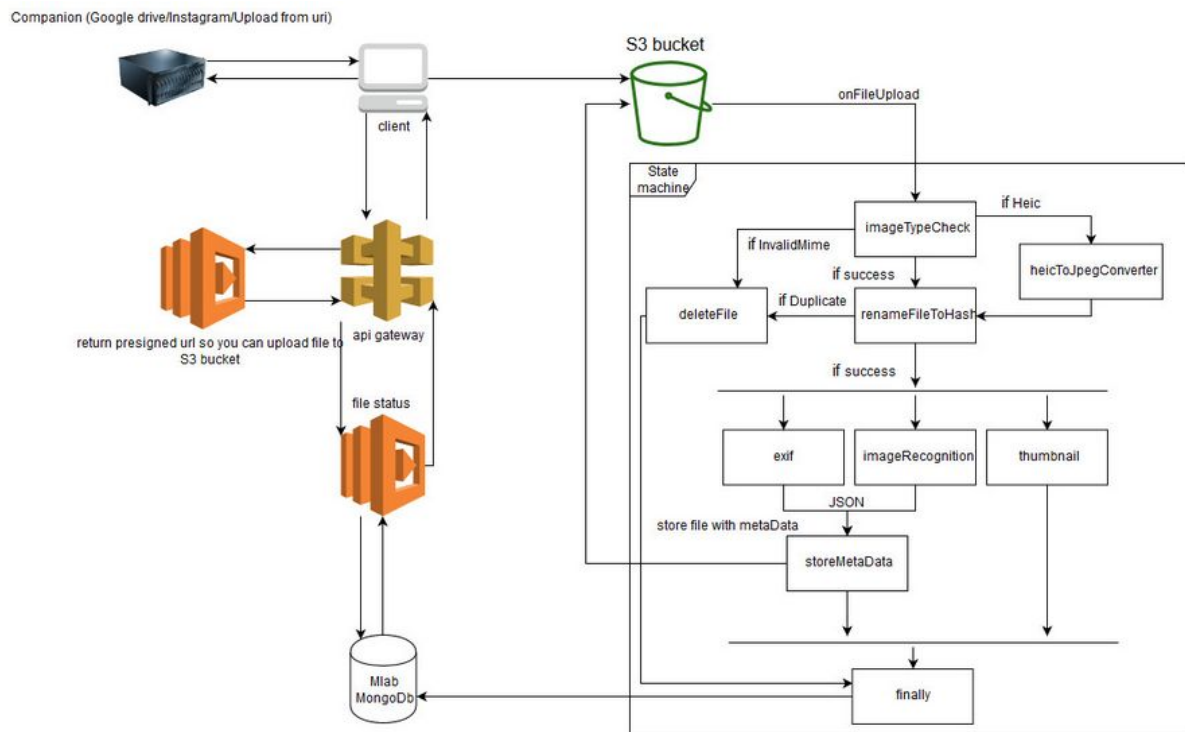 Companion (Google drive/Instagram/Upload from uri)
S3 bucket
onFileUpload
client
State
machine
if Heic
imageTypeCheck
if InvalidMime
heicToJpegConverter
if success
if Duplicate
deleteFile
renameFileToHash
api gateway
return presigned url so you can upload file to
S3 bucket
if success
file status
exif
imageRecognition
thumbnail
JSON
store file with metaData
storeMetaData
Mlab
MongoDb
finally